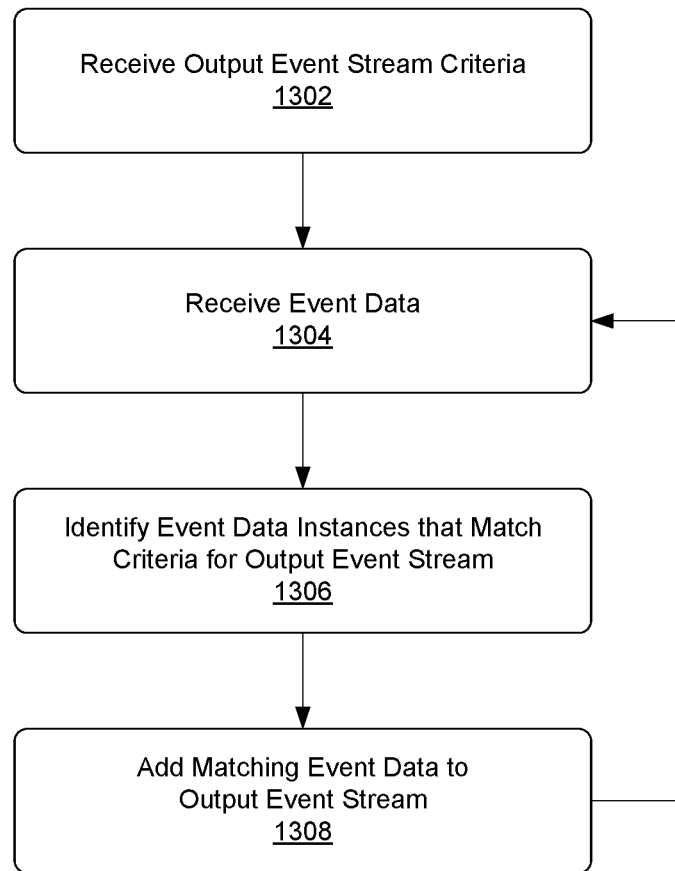 Receive Output Event Stream Criteria
1302
Receive Event Data
1304
Identify Event Data Instances that Match
Criteria for Output Event Stream
1306
Add Matching Event Data to
Output Event Stream
1308